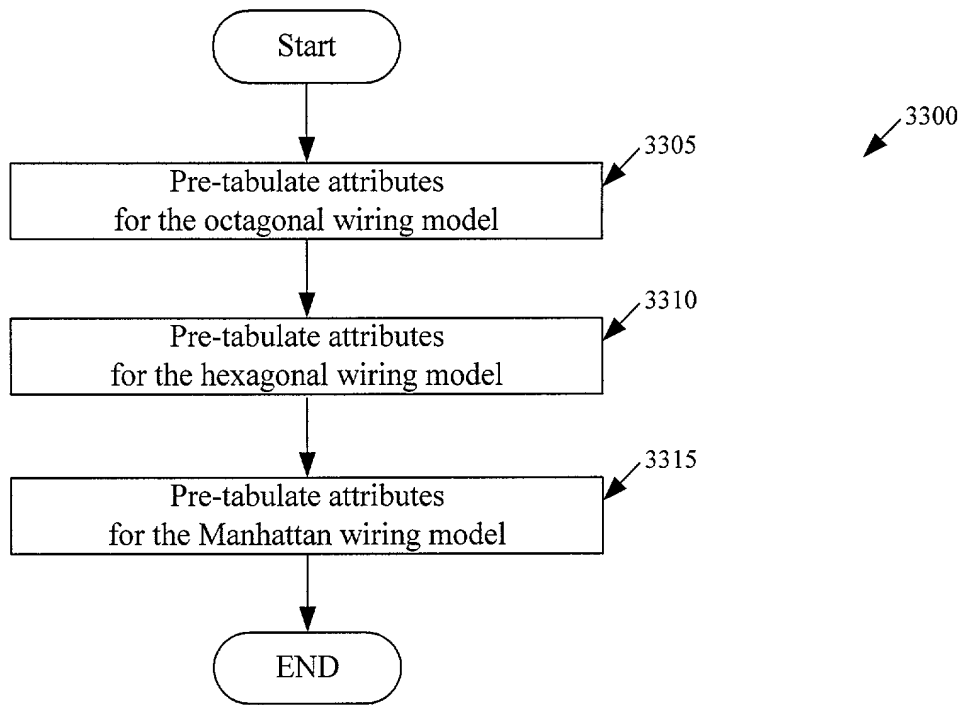 Start
3300
3305
Pre-tabulate attributes
for the octagonal wiring model
3310
Pre-tabulate attributes
for the hexagonal wiring model
3315
Pre-tabulate attributes
for the Manhattan wiring model
END